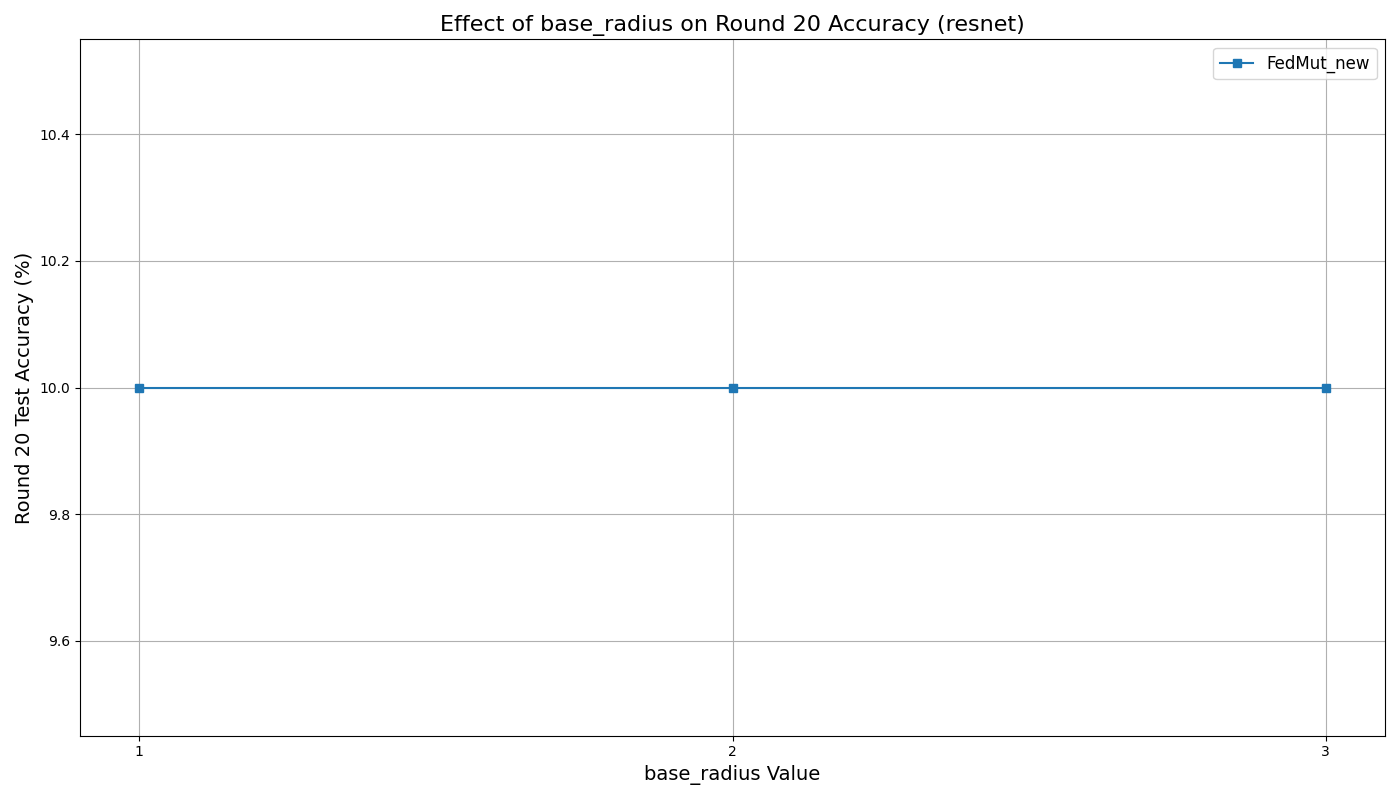 Effect of base_radius on Round 20 Accuracy (resnet)
FedMut_new
Round 20 Test Accuracy (%)
10.4
10.2
10.0
9.8
9.6
1 2 3
base_radius Value